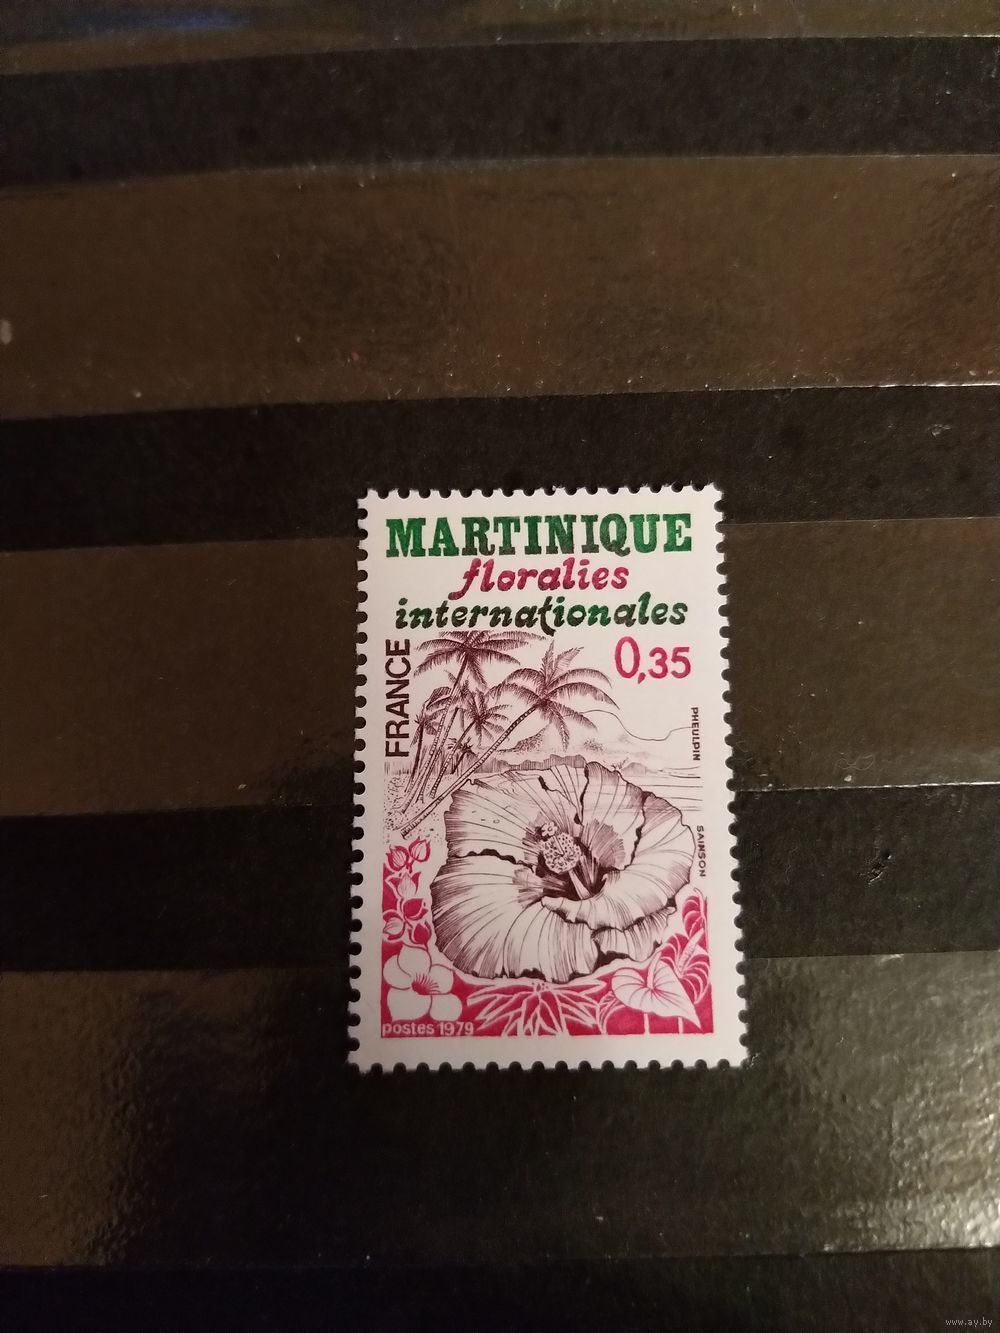 MARTINIQUE
floralies
internationales
0,35
FRANCE
PHEULPIN
SAINSON
postes 1979
www.ay.by